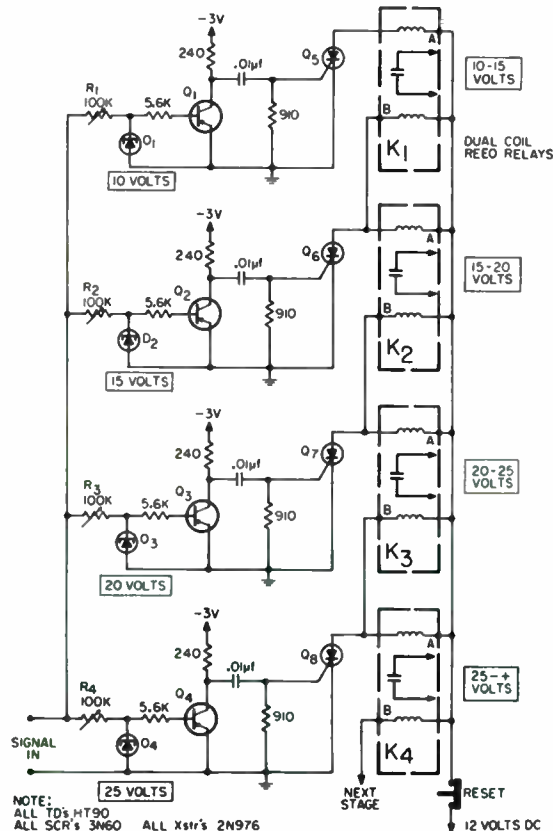 -3V
240
.01μf
Q5
A
10-15 VOLTS
R1
100K
5.6K
Q1
910
B
D1
K1
DUAL COIL
REED RELAYS
10 VOLTS
-3V
240
.01μf
Q6
A
15-20 VOLTS
R2
100K
5.6K
Q2
910
B
D2
K2
15 VOLTS
-3V
240
.01μf
Q7
A
20-25 VOLTS
R3
100K
5.6K
Q3
910
B
D3
K3
20 VOLTS
-3V
240
.01μf
Q8
A
25-+ VOLTS
R4
100K
5.6K
Q4
910
B
SIGNAL IN
D4
K4
25 VOLTS
NEXT STAGE
RESET
12 VOLTS DC
NOTE:
ALL TD's HT90
ALL SCR's 3N60 ALL Xstr's 2N976